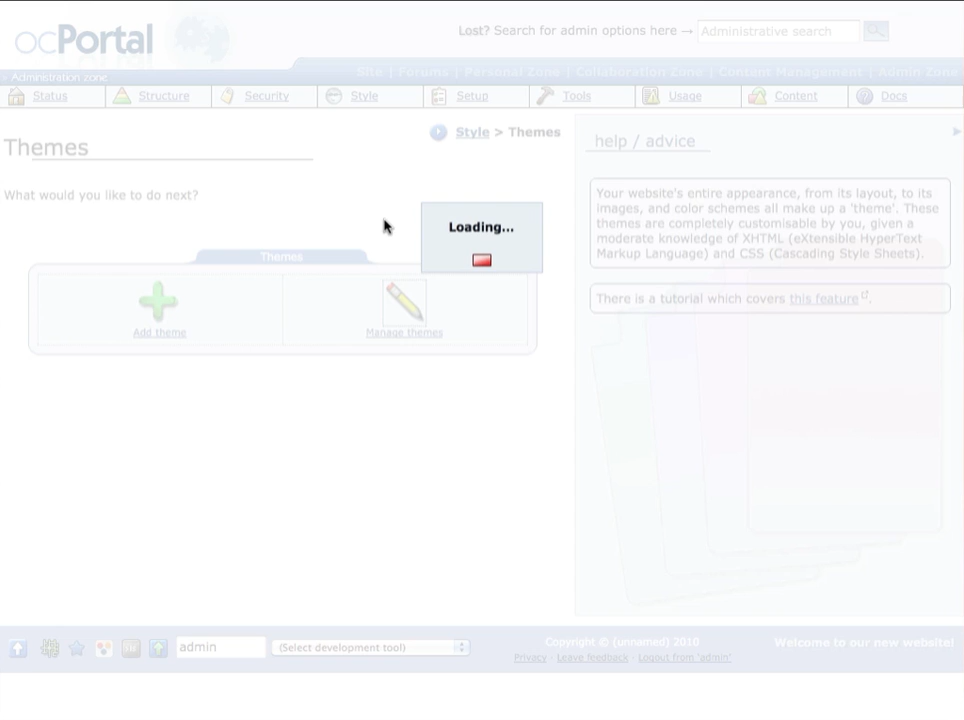 ocPortal
Lost? Search for admin options here → Administrative search
Administration zone
Site | Forums | Personal Zone | Collaboration Zone | Content Management | Admin Zone
Status Structure Security Style Setup Tools Usage Content Docs
Themes
Style > Themes
What would you like to do next?
Loading...
Themes
Add theme
Manage themes
help / advice
Your website's entire appearance, from its layout, to its
images, and color schemes all make up a 'theme'. These
themes are completely customisable by you, given a
moderate knowledge of XHTML (eXtensible HyperText
Markup Language) and CSS (Cascading Style Sheets).
There is a tutorial which covers this feature.
admin
(Select development tool)
Copyright © (unnamed) 2010
Privacy · Leave feedback · Logout from 'admin'
Welcome to our new website!